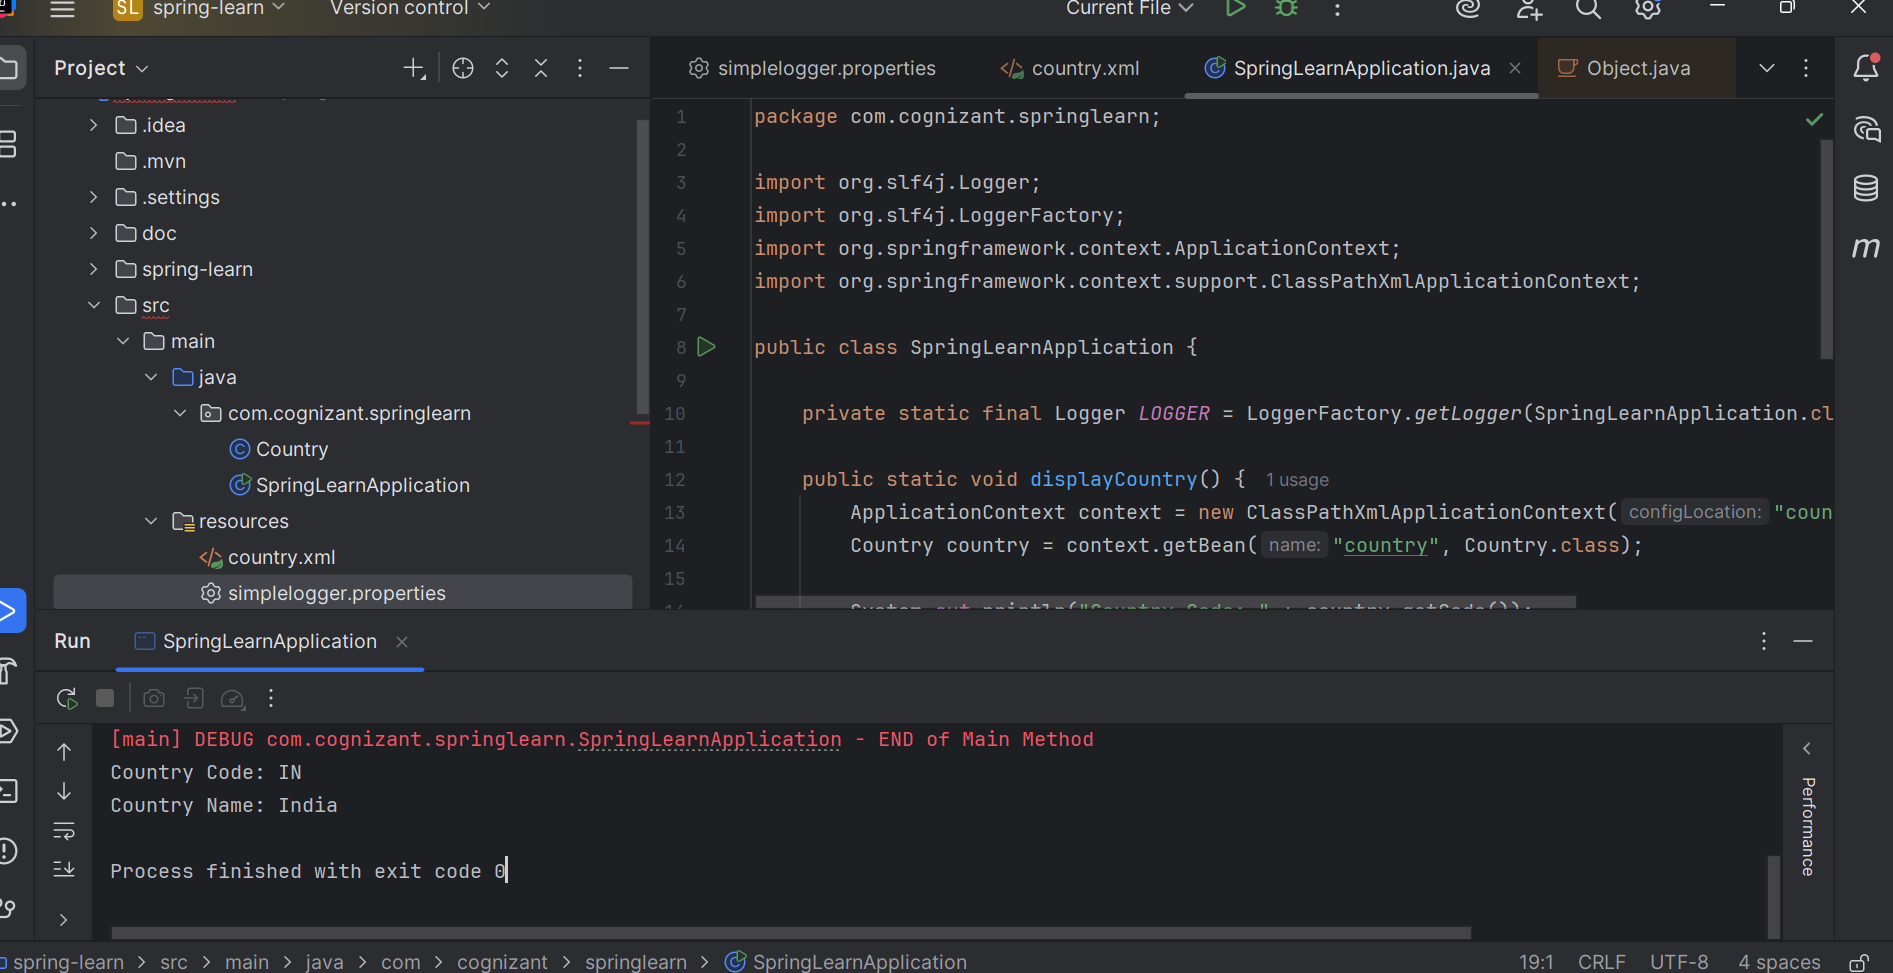 SL spring-learn Version control Current File
Project
simplelogger.properties country.xml SpringLearnApplication.java Object.java
.idea
.mvn
.settings
doc
spring-learn
src
main
java
com.cognizant.springlearn
Country
SpringLearnApplication
resources
country.xml
simplelogger.properties
1 package com.cognizant.springlearn;
2
3 import org.slf4j.Logger;
4 import org.slf4j.LoggerFactory;
5 import org.springframework.context.ApplicationContext;
6 import org.springframework.context.support.ClassPathXmlApplicationContext;
7
8 public class SpringLearnApplication {
9
10 private static final Logger LOGGER = LoggerFactory.getLogger(SpringLearnApplication.cl
11
12 public static void displayCountry() { 1 usage
13 ApplicationContext context = new ClassPathXmlApplicationContext( configLocation: "coun
14 Country country = context.getBean( name: "country", Country.class);
15
System.out.println("Country Code: " + country.getCode());
Run SpringLearnApplication
[main] DEBUG com.cognizant.springlearn.SpringLearnApplication - END of Main Method
Country Code: IN
Country Name: India
Process finished with exit code 0
Performance
spring-learn > src > main > java > com > cognizant > springlearn > SpringLearnApplication 19:1 CRLF UTF-8 4 spaces